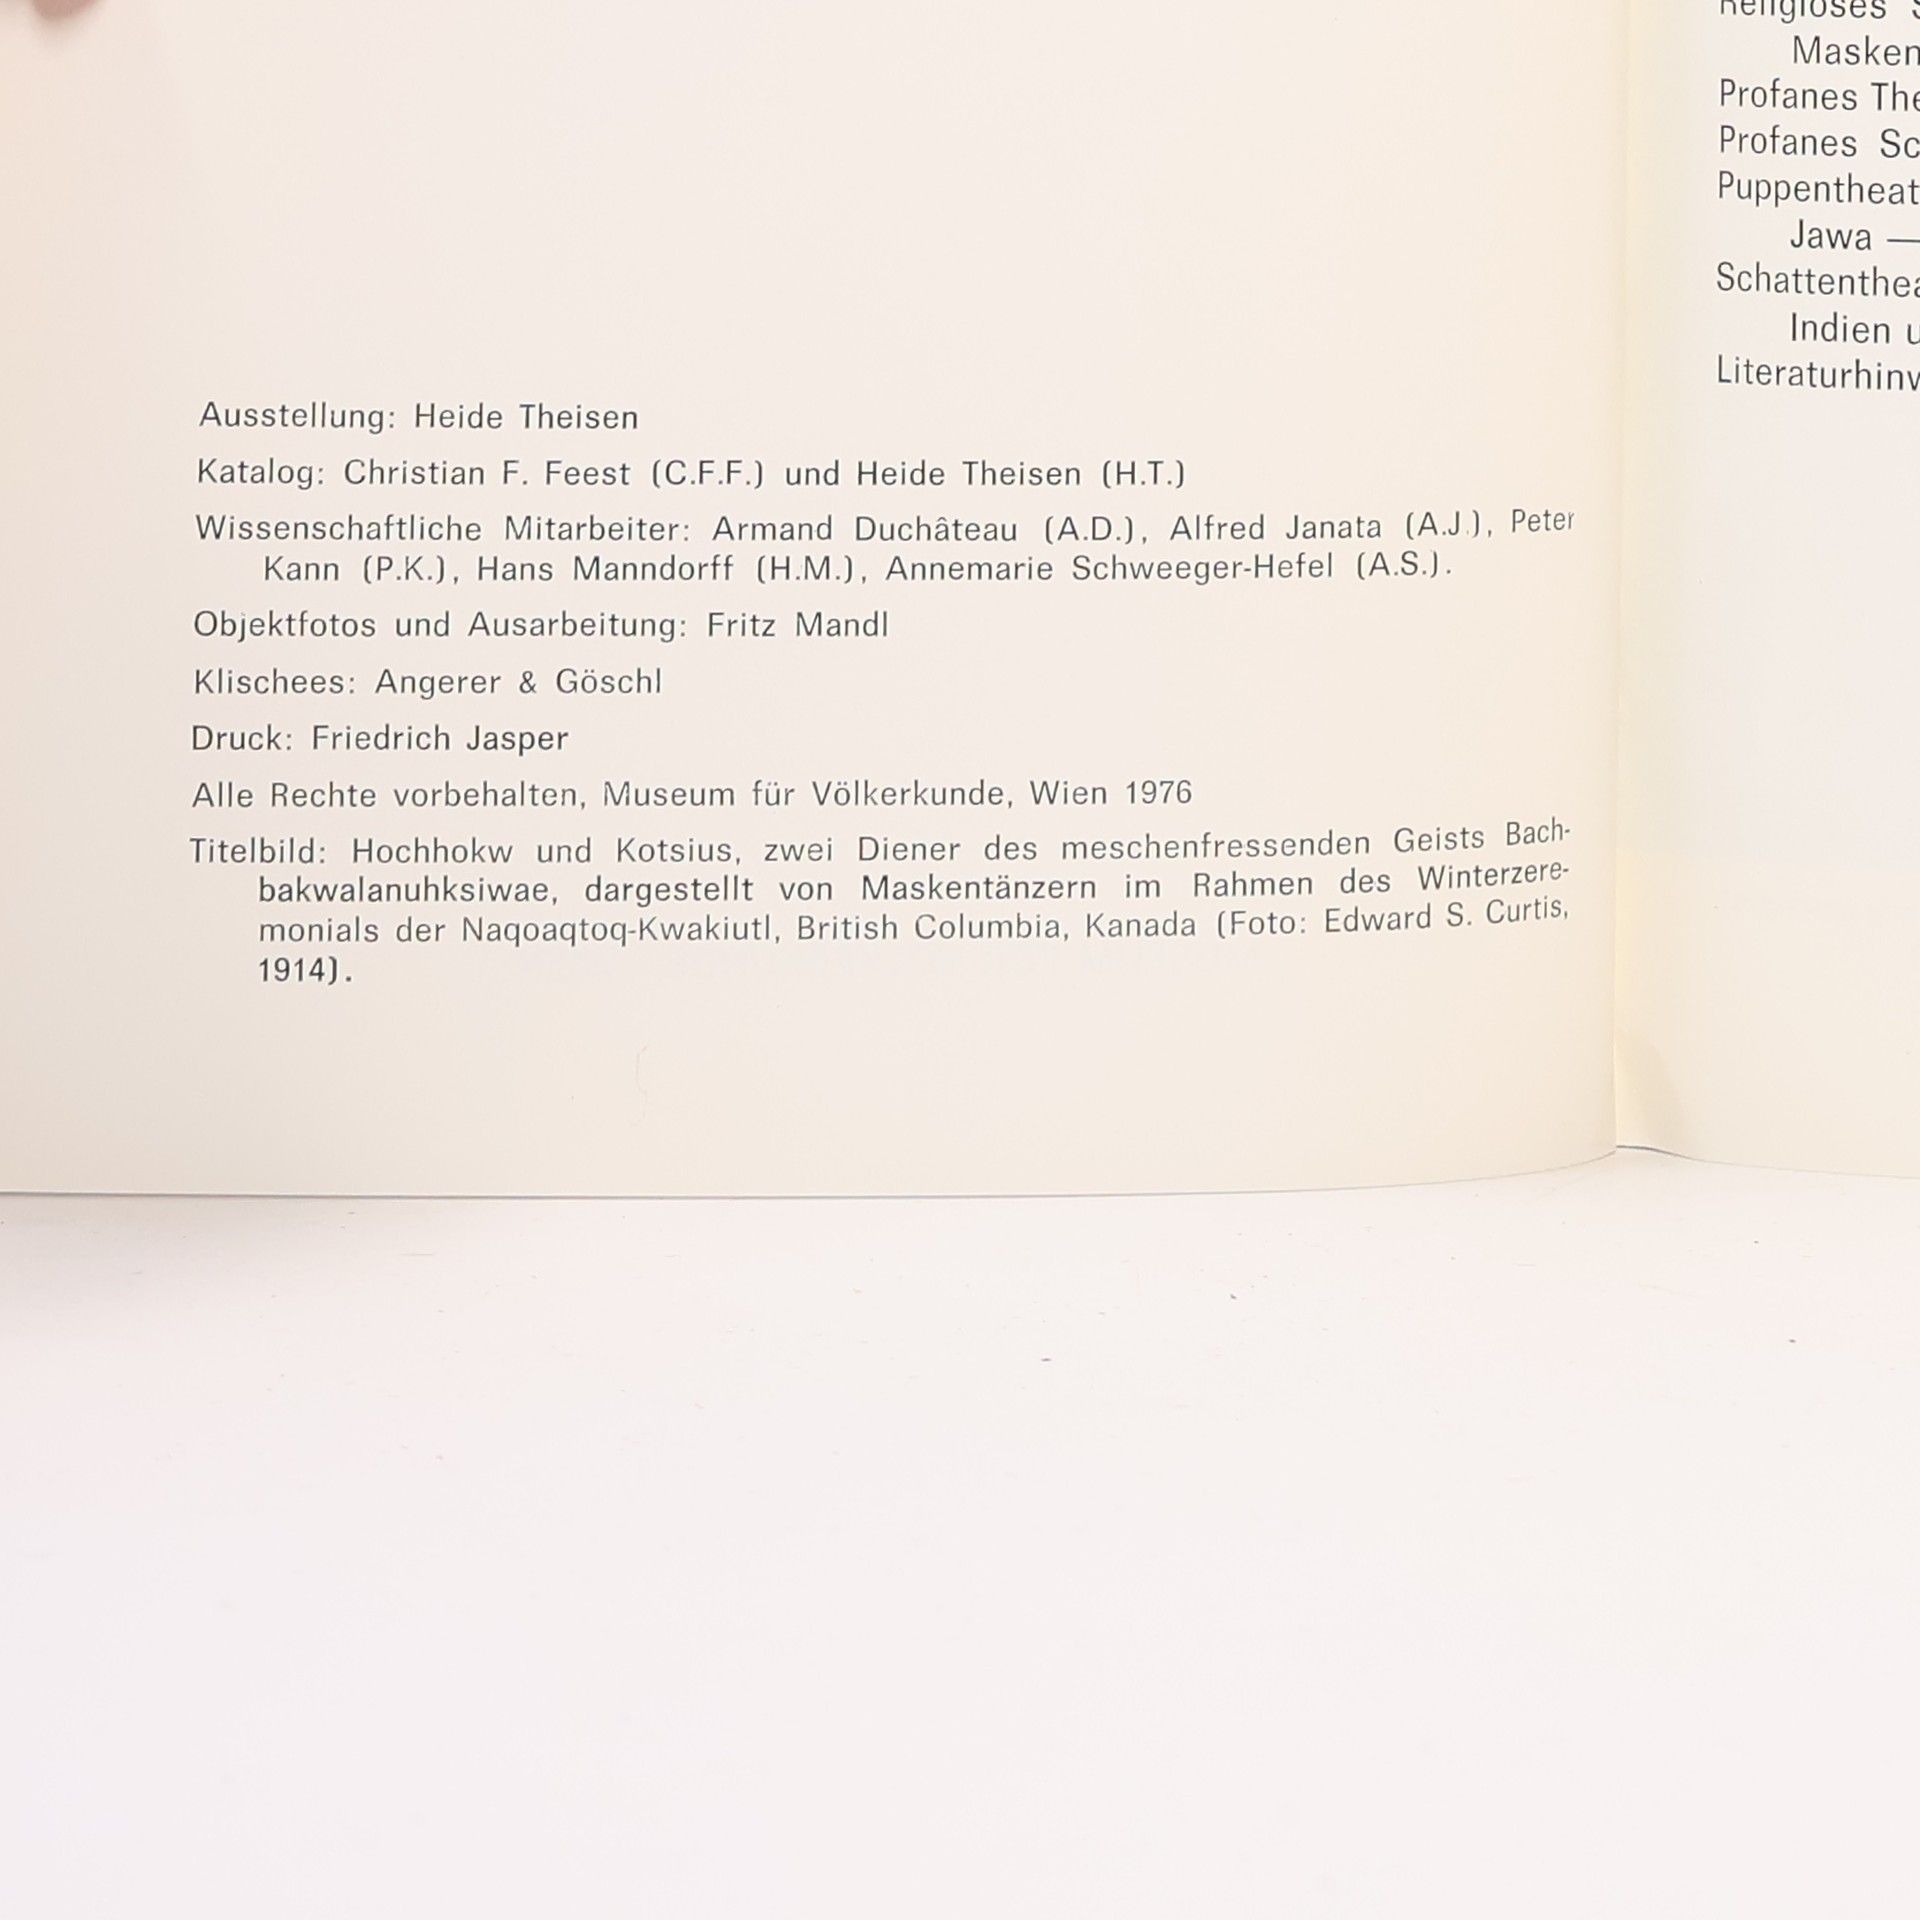 Ausstellung: Heide Theisen
Katalog: Christian F. Feest (C.F.F.) und Heide Theisen (H.T.)
Wissenschaftliche Mitarbeiter: Armand Duchâteau (A.D.), Alfred Janata (A.J.), Peter
Kann (P.K.), Hans Manndorff (H.M.), Annemarie Schweeger-Hefel (A.S.).
Objektfotos und Ausarbeitung: Fritz Mandl
Klischees: Angerer & Göschl
Druck: Friedrich Jasper
Alle Rechte vorbehalten, Museum für Völkerkunde, Wien 1976
Titelbild: Hochhokw und Kotsius, zwei Diener des meschenfressenden Geists Bach-
bakwalanuhksiwae, dargestellt von Maskentänzern im Rahmen des Winterzere-
monials der Naqoaqtoq-Kwakiutl, British Columbia, Kanada (Foto: Edward S. Curtis,
1914).
Religiöses
Masken
Profanes
Profanes
Puppentheat
Jawa —
Schattenthea
Indien
Literaturhin